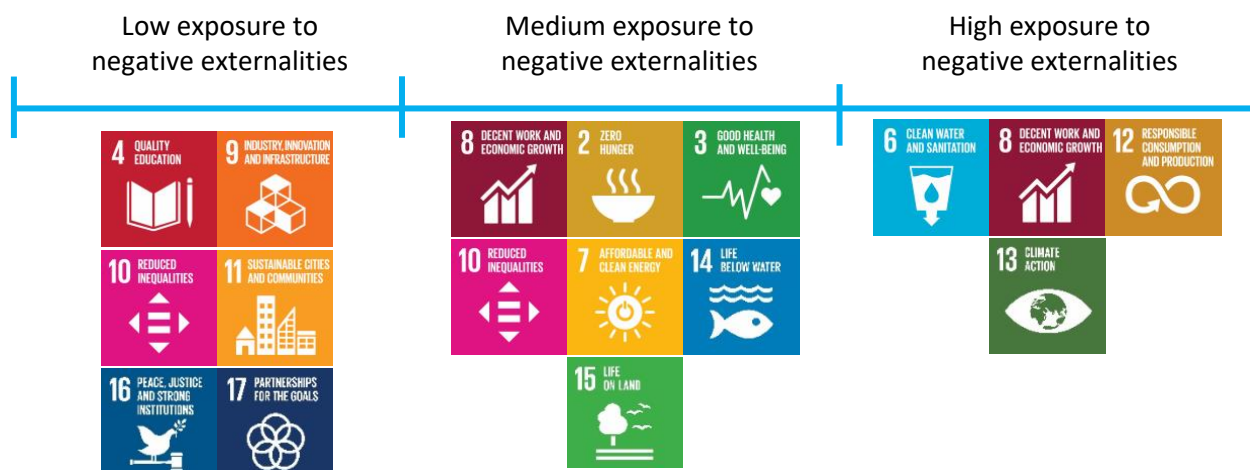 Low exposure to
negative externalities
Medium exposure to
negative externalities
High exposure to
negative externalities
4 QUALITY
EDUCATION
9 INDUSTRY, INNOVATION
AND INFRASTRUCTURE
10 REDUCED
INEQUALITIES
11 SUSTAINABLE CITIES
AND COMMUNITIES
16 PEACE, JUSTICE
AND STRONG
INSTITUTIONS
17 PARTNERSHIPS
FOR THE GOALS
8 DECENT WORK AND
ECONOMIC GROWTH
2 ZERO
HUNGER
3 GOOD HEALTH
AND WELL-BEING
10 REDUCED
INEQUALITIES
7 AFFORDABLE AND
CLEAN ENERGY
14 LIFE
BELOW WATER
15 LIFE
ON LAND
6 CLEAN WATER
AND SANITATION
8 DECENT WORK AND
ECONOMIC GROWTH
12 RESPONSIBLE
CONSUMPTION
AND PRODUCTION
13 CLIMATE
ACTION